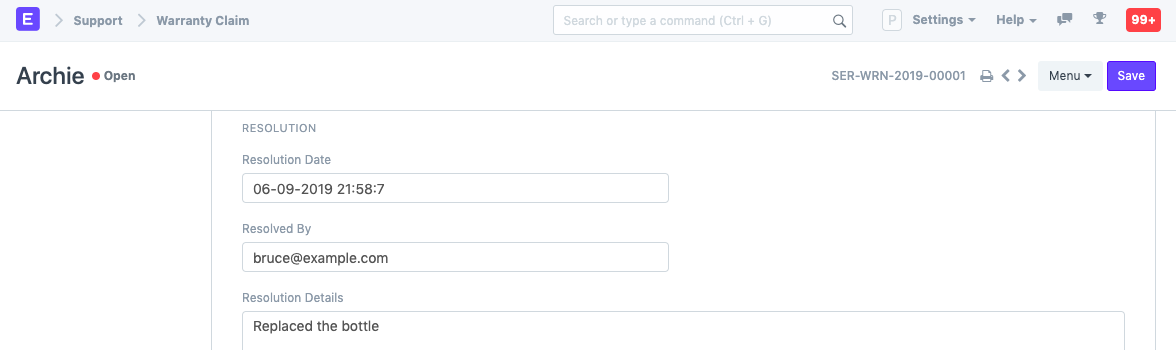 E Support Warranty Claim Search or type a command (Ctrl + G) P Settings Help 99+
Archie Open SER-WRN-2019-00001 Menu Save
RESOLUTION
Resolution Date
06-09-2019 21:58:7
Resolved By
bruce@example.com
Resolution Details
Replaced the bottle